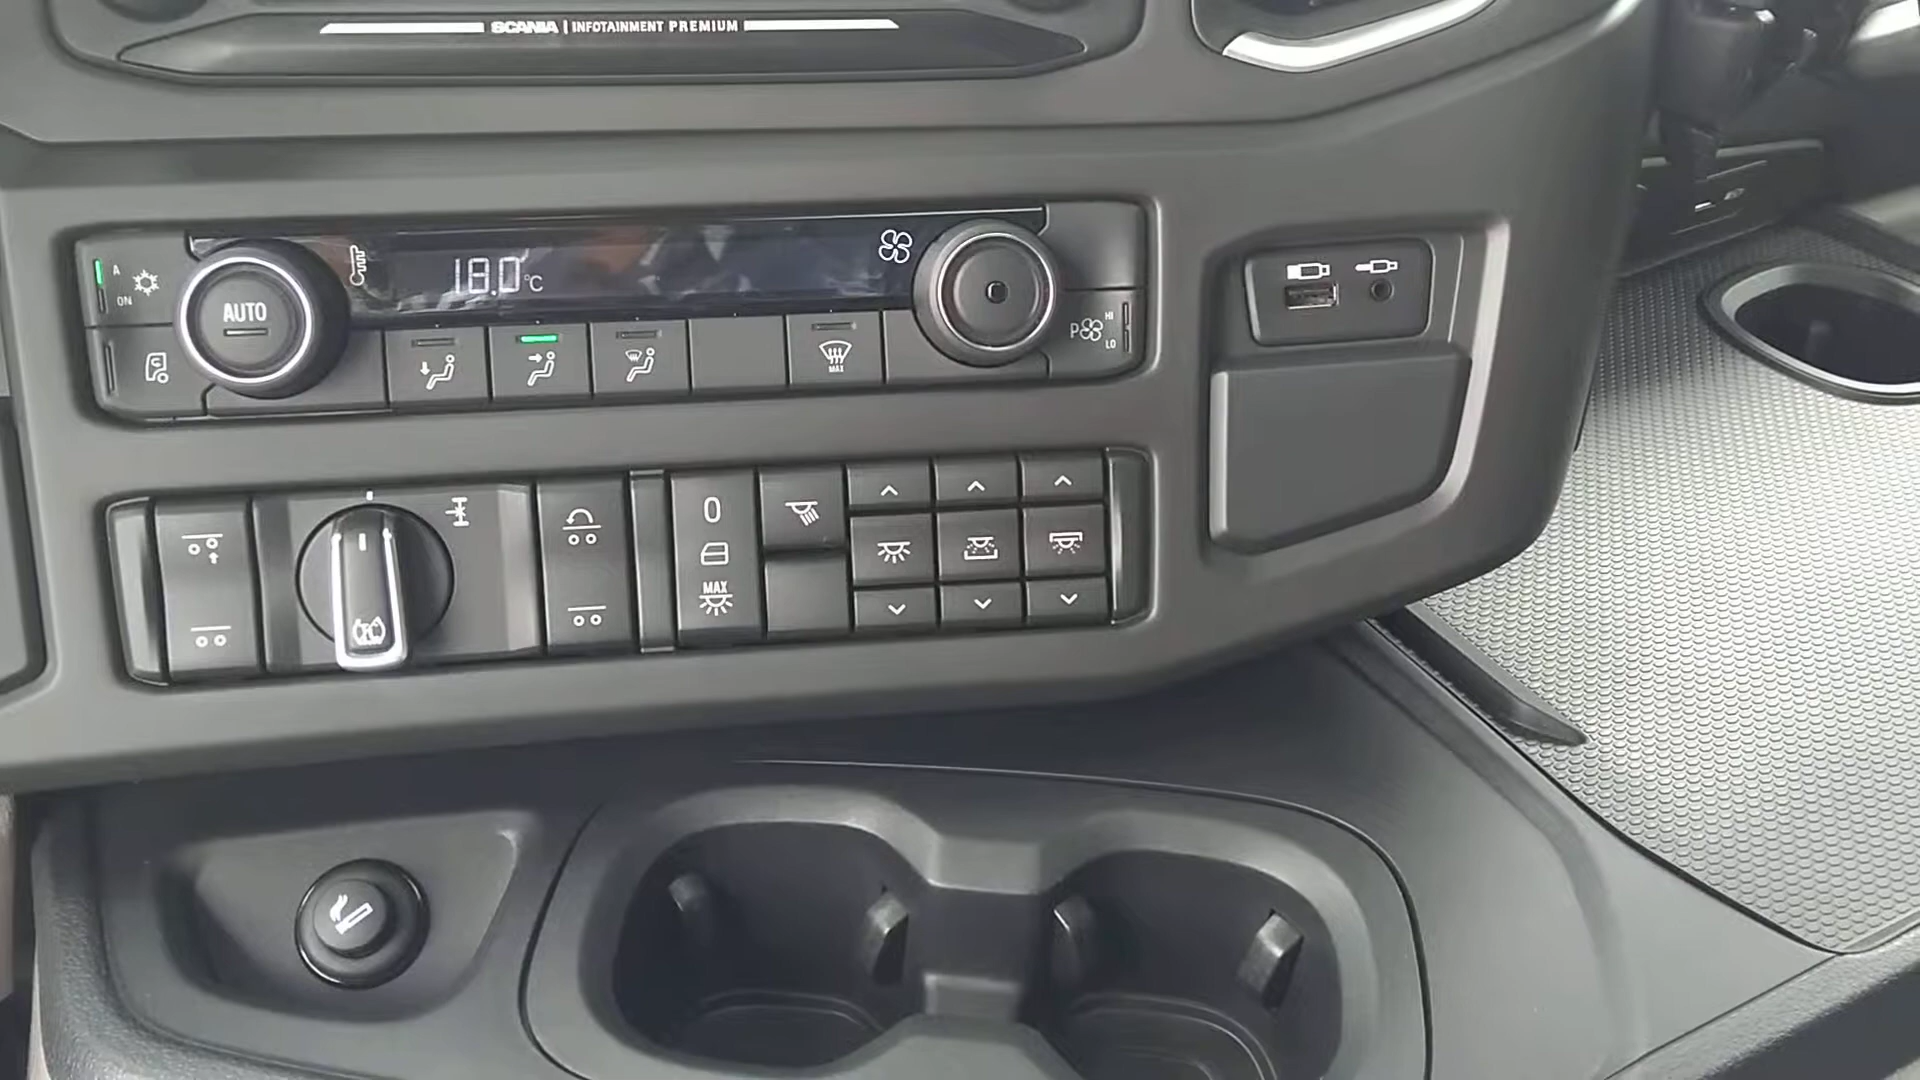 SCANIA | INFOTAINMENT PREMIUM
A
ON
AUTO
18.0°C
MAX
P
HI
LO
0
MAX